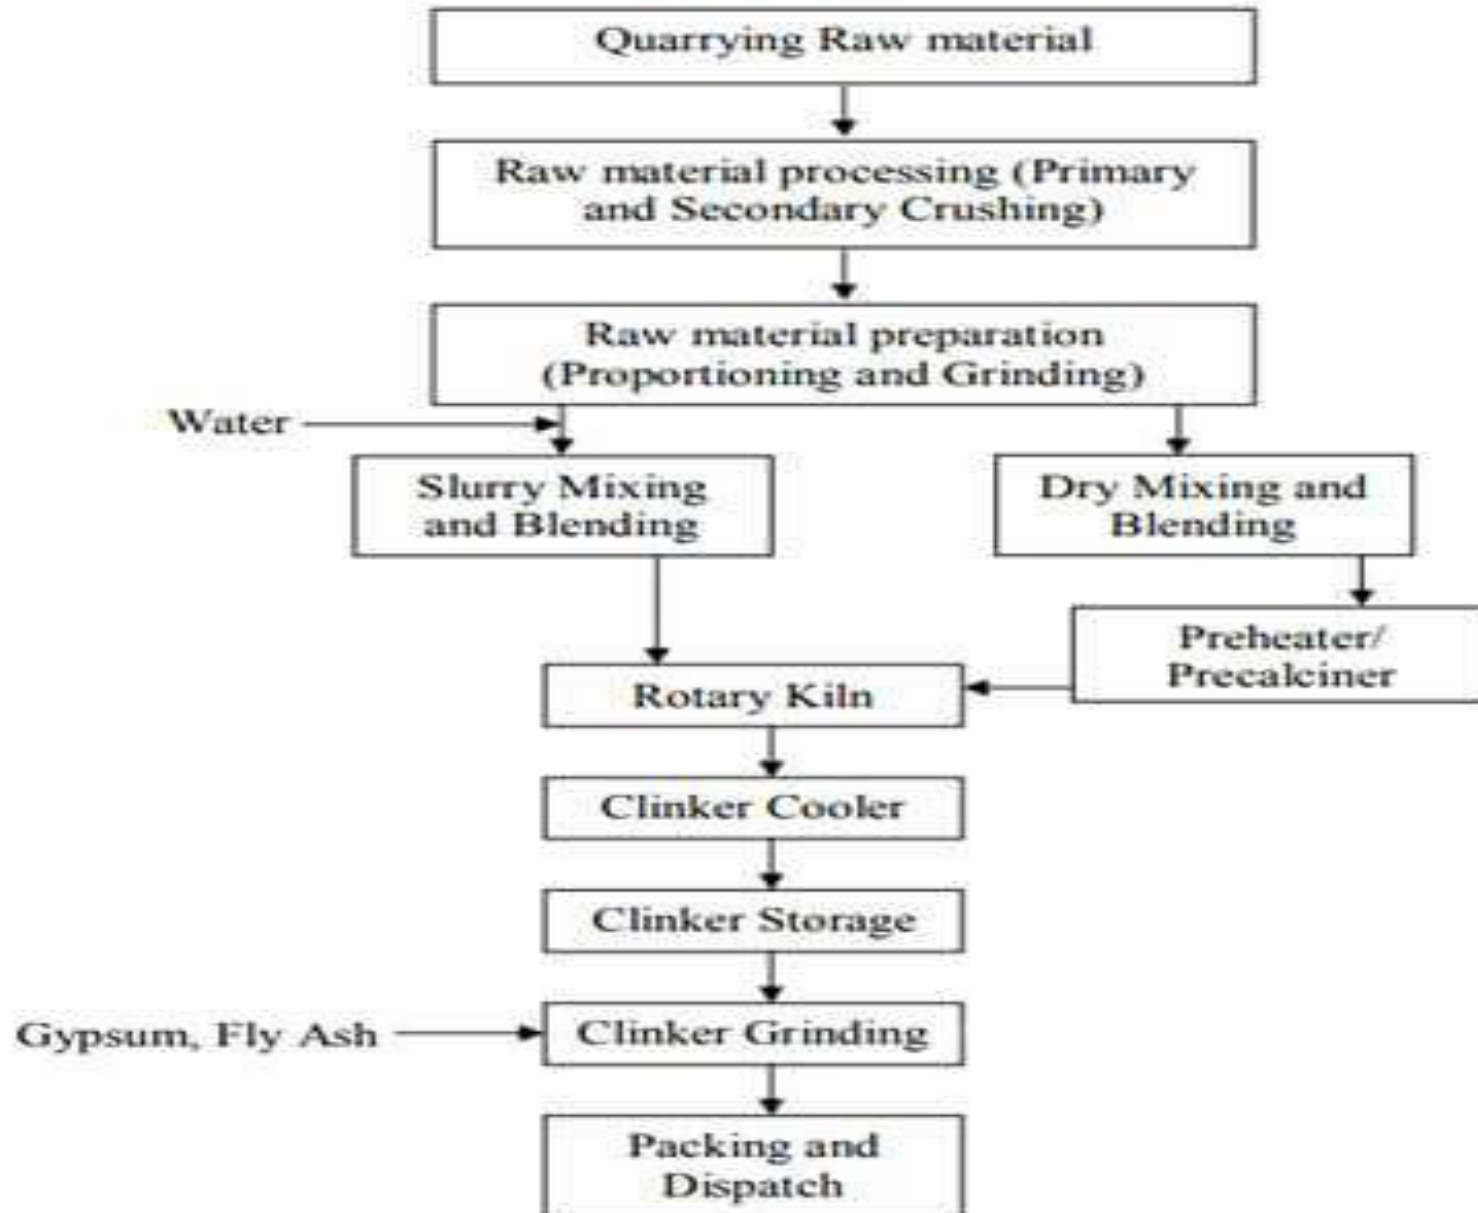 Quarrying Raw material
Raw material processing (Primary
and Secondary Crushing)
Raw material preparation
(Proportioning and Grinding)
Water
Slurry Mixing
and Blending
Dry Mixing and
Blending
Preheater/
Precalciner
Rotary Kiln
Clinker Cooler
Clinker Storage
Gypsum, Fly Ash
Clinker Grinding
Packing and
Dispatch